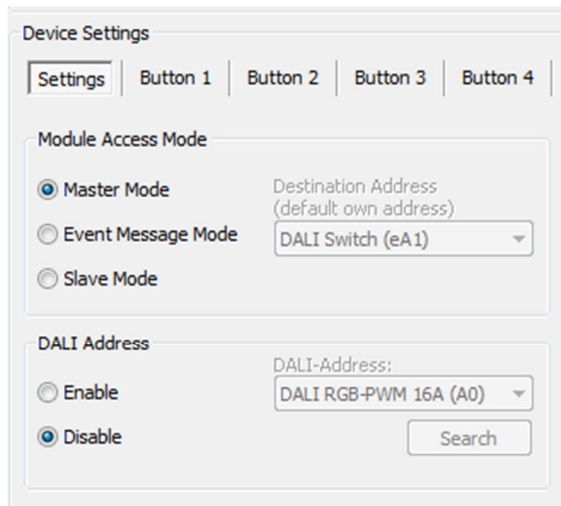 Device Settings
Settings
Button 1
Button 2
Button 3
Button 4
Module Access Mode
Master Mode
Event Message Mode
Slave Mode
Destination Address
(default own address)
DALI Switch (eA1)
DALI Address
Enable
Disable
DALI-Address:
DALI RGB-PWM 16A (A0)
Search